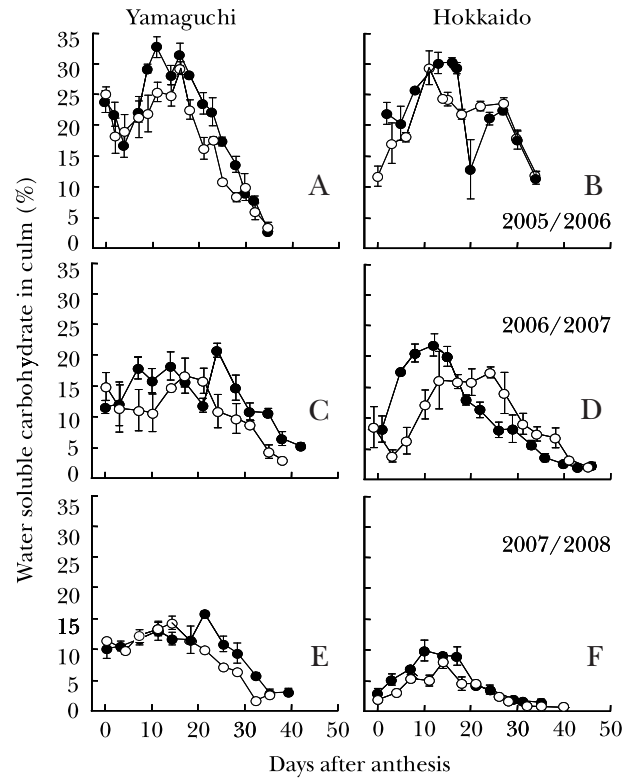 Yamaguchi Hokkaido
35
30
25
20
15
10
5
0
A
B
2005/2006
35
30
25
20
15
10
5
0
C
2006/2007
D
35
30
25
20
15
10
5
0
E
2007/2008
F
0 10 20 30 40 50
0 10 20 30 40 50
Water soluble carbohydrate in culm (%)
Days after anthesis